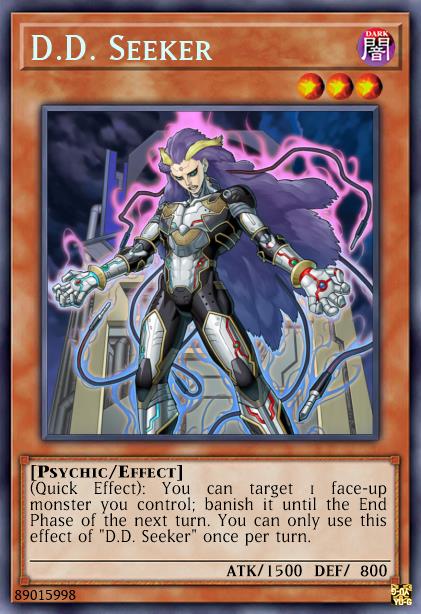 D.D. Seeker
DARK
闇
[Psychic/Effect]
(Quick Effect): You can target 1 face-up
monster you control; banish it until the End
Phase of the next turn. You can only use this
effect of "D.D. Seeker" once per turn.
ATK/1500 DEF/ 800
89015998